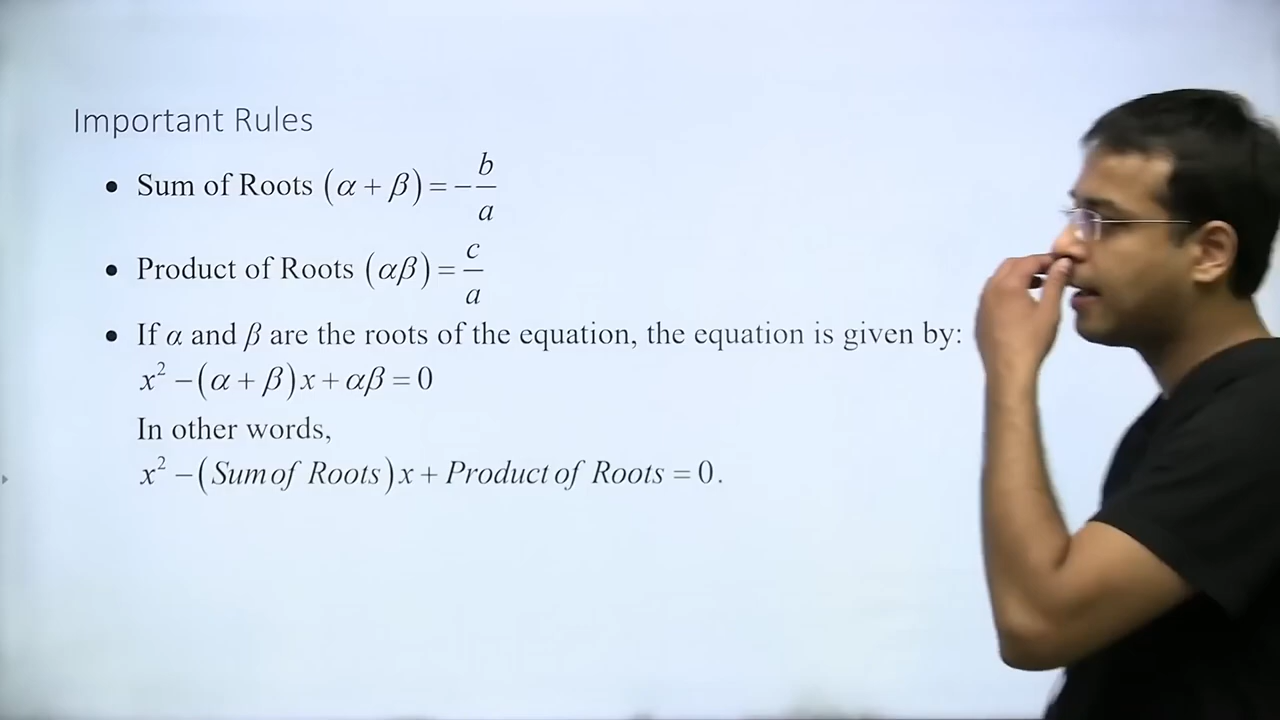 Important Rules
• Sum of Roots (α + β) = − b/a
• Product of Roots (αβ) = c/a
• If α and β are the roots of the equation, the equation is given by:
x² − (α + β)x + αβ = 0
In other words,
x² − (Sum of Roots)x + Product of Roots = 0.